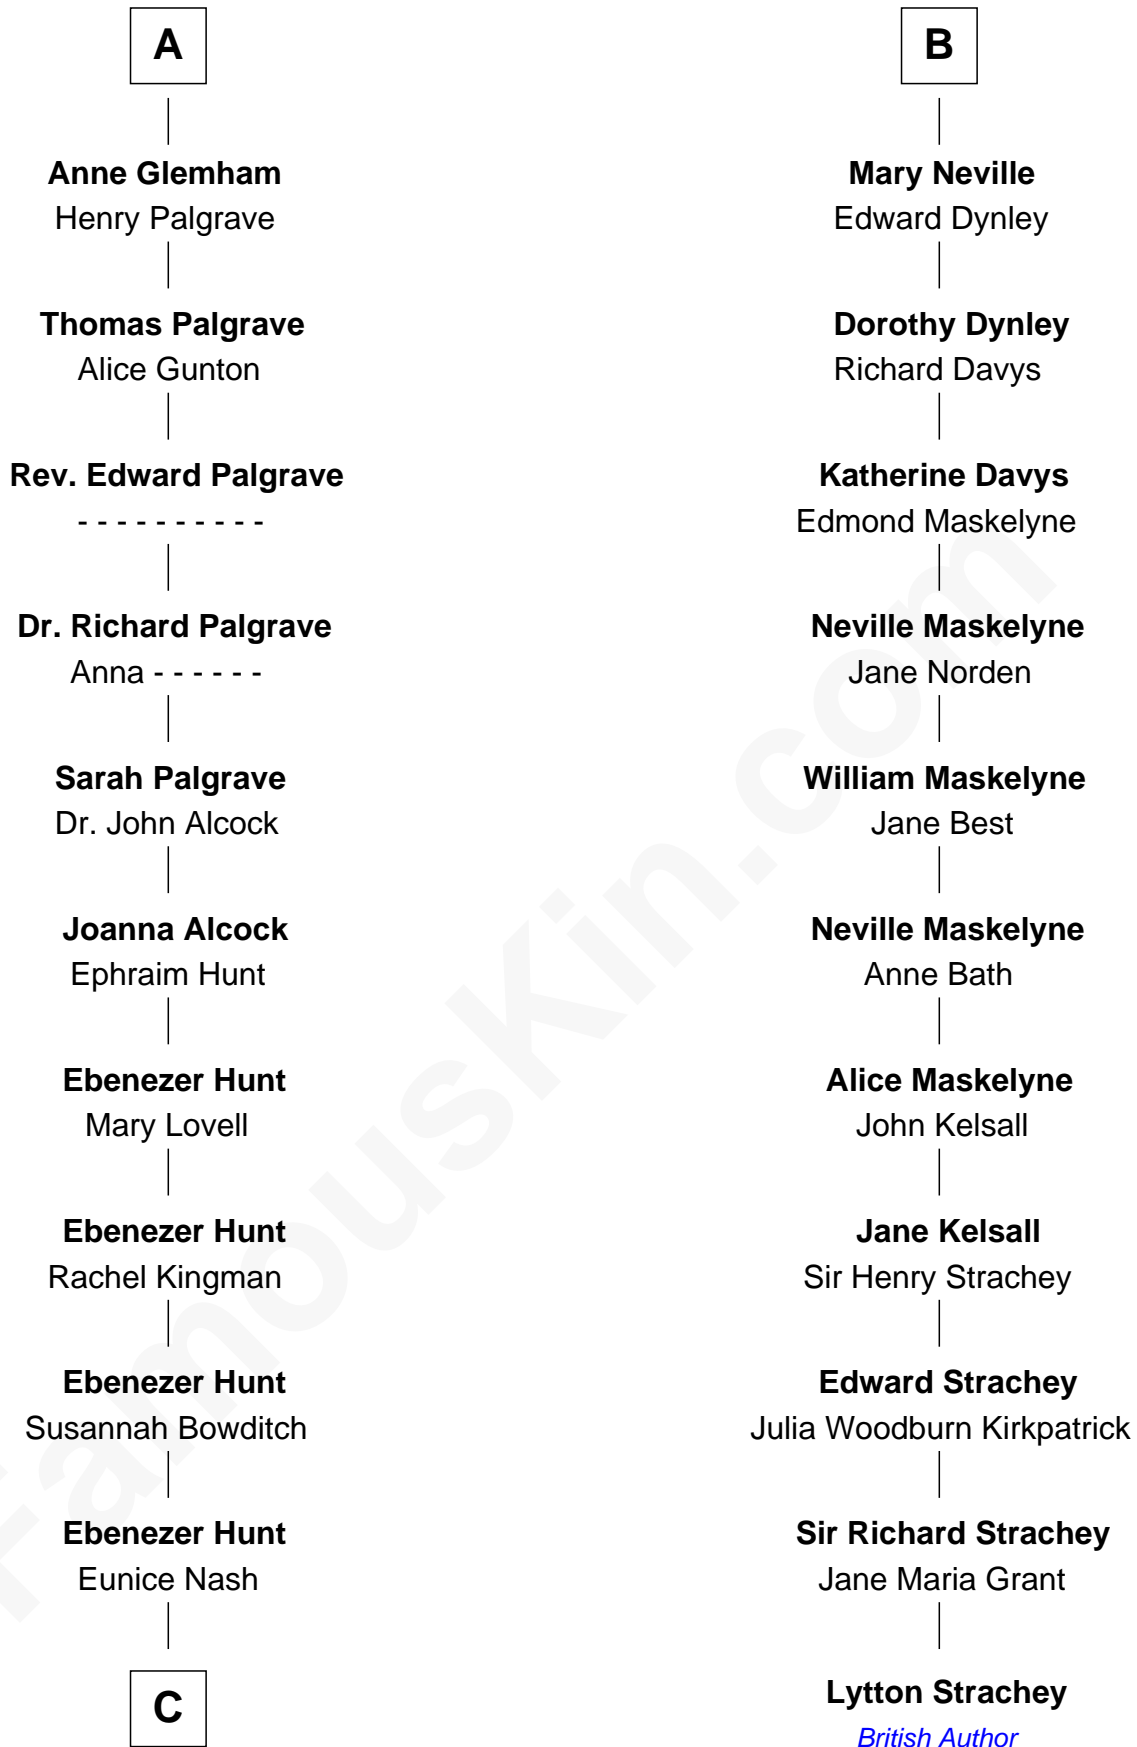 A
Anne Glemham
Henry Palgrave
Thomas Palgrave
Alice Gunton
Rev. Edward Palgrave
- - - - - - - - - -
Dr. Richard Palgrave
Anna - - - - - -
Sarah Palgrave
Dr. John Alcock
Joanna Alcock
Ephraim Hunt
Ebenezer Hunt
Mary Lovell
Ebenezer Hunt
Rachel Kingman
Ebenezer Hunt
Susannah Bowditch
Ebenezer Hunt
Eunice Nash
C
B
Mary Neville
Edward Dynley
Dorothy Dynley
Richard Davys
Katherine Davys
Edmond Maskelyne
Neville Maskelyne
Jane Norden
William Maskelyne
Jane Best
Neville Maskelyne
Anne Bath
Alice Maskelyne
John Kelsall
Jane Kelsall
Sir Henry Strachey
Edward Strachey
Julia Woodburn Kirkpatrick
Sir Richard Strachey
Jane Maria Grant
Lytton Strachey
British Author
FamousKin.com